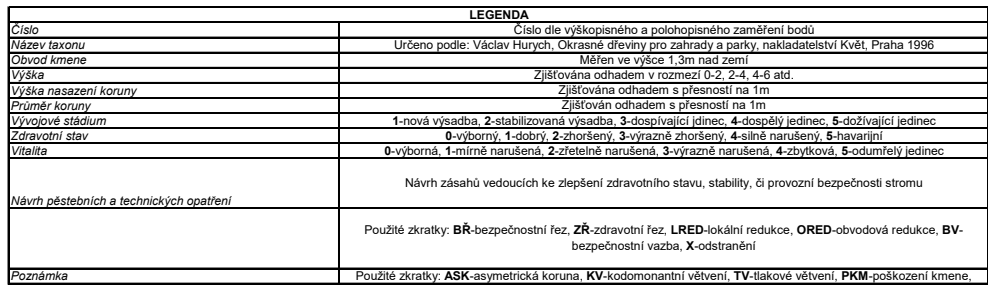 LEGENDA
Číslo Číslo dle výškopisného a polohopisného zaměření bodů
Název taxonu Určeno podle: Václav Hurych, Okrasné dřeviny pro zahrady a parky, nakladatelství Květ, Praha 1996
Obvod kmene Měřen ve výšce 1,3m nad zemí
Výška Zjišťována odhadem v rozmezí 0-2, 2-4, 4-6 atd.
Výška nasazení koruny Zjišťována odhadem s přesností na 1m
Průměr koruny Zjišťován odhadem s přesností na 1m
Vývojové stádium 1-nová výsadba, 2-stabilizovaná výsadba, 3-dospívající jdinec, 4-dospělý jedinec, 5-dožívající jedinec
Zdravotní stav 0-výborný, 1-dobrý, 2-zhoršený, 3-výrazně zhoršený, 4-silně narušený, 5-havarijní
Vitalita 0-výborná, 1-mírně narušená, 2-zřetelně narušená, 3-výrazně narušená, 4-zbytková, 5-odumřelý jedinec
Návrh zásahů vedoucích ke zlepšení zdravotního stavu, stability, či provozní bezpečnosti stromu
Návrh pěstebních a technických opatření
Použité zkratky: BŘ-bezpečnostní řez, ZŘ-zdravotní řez, LRED-lokální redukce, ORED-obvodová redukce, BV-
bezpečnostní vazba, X-odstranění
Poznámka Použité zkratky: ASK-asymetrická koruna, KV-kodomonantní větvení, TV-tlakové větvení, PKM-poškození kmene,